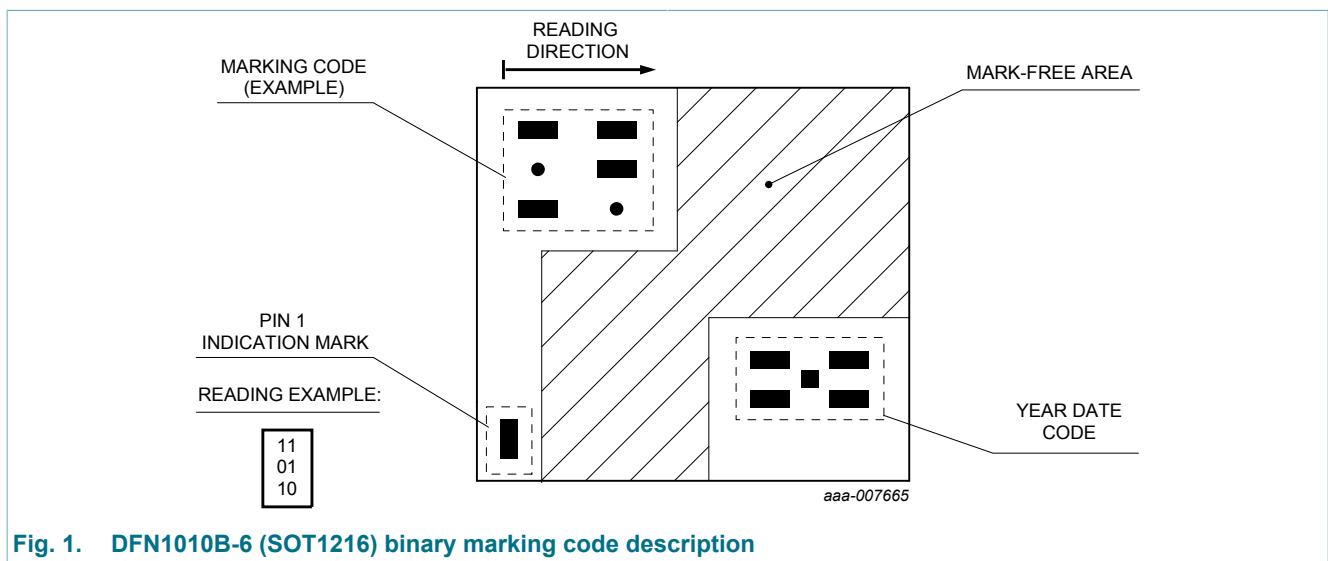 READING
DIRECTION
MARKING CODE
(EXAMPLE)
MARK-FREE AREA
PIN 1
INDICATION MARK
READING EXAMPLE:
11
01
10
YEAR DATE
CODE
aaa-007665
Fig. 1. DFN1010B-6 (SOT1216) binary marking code description